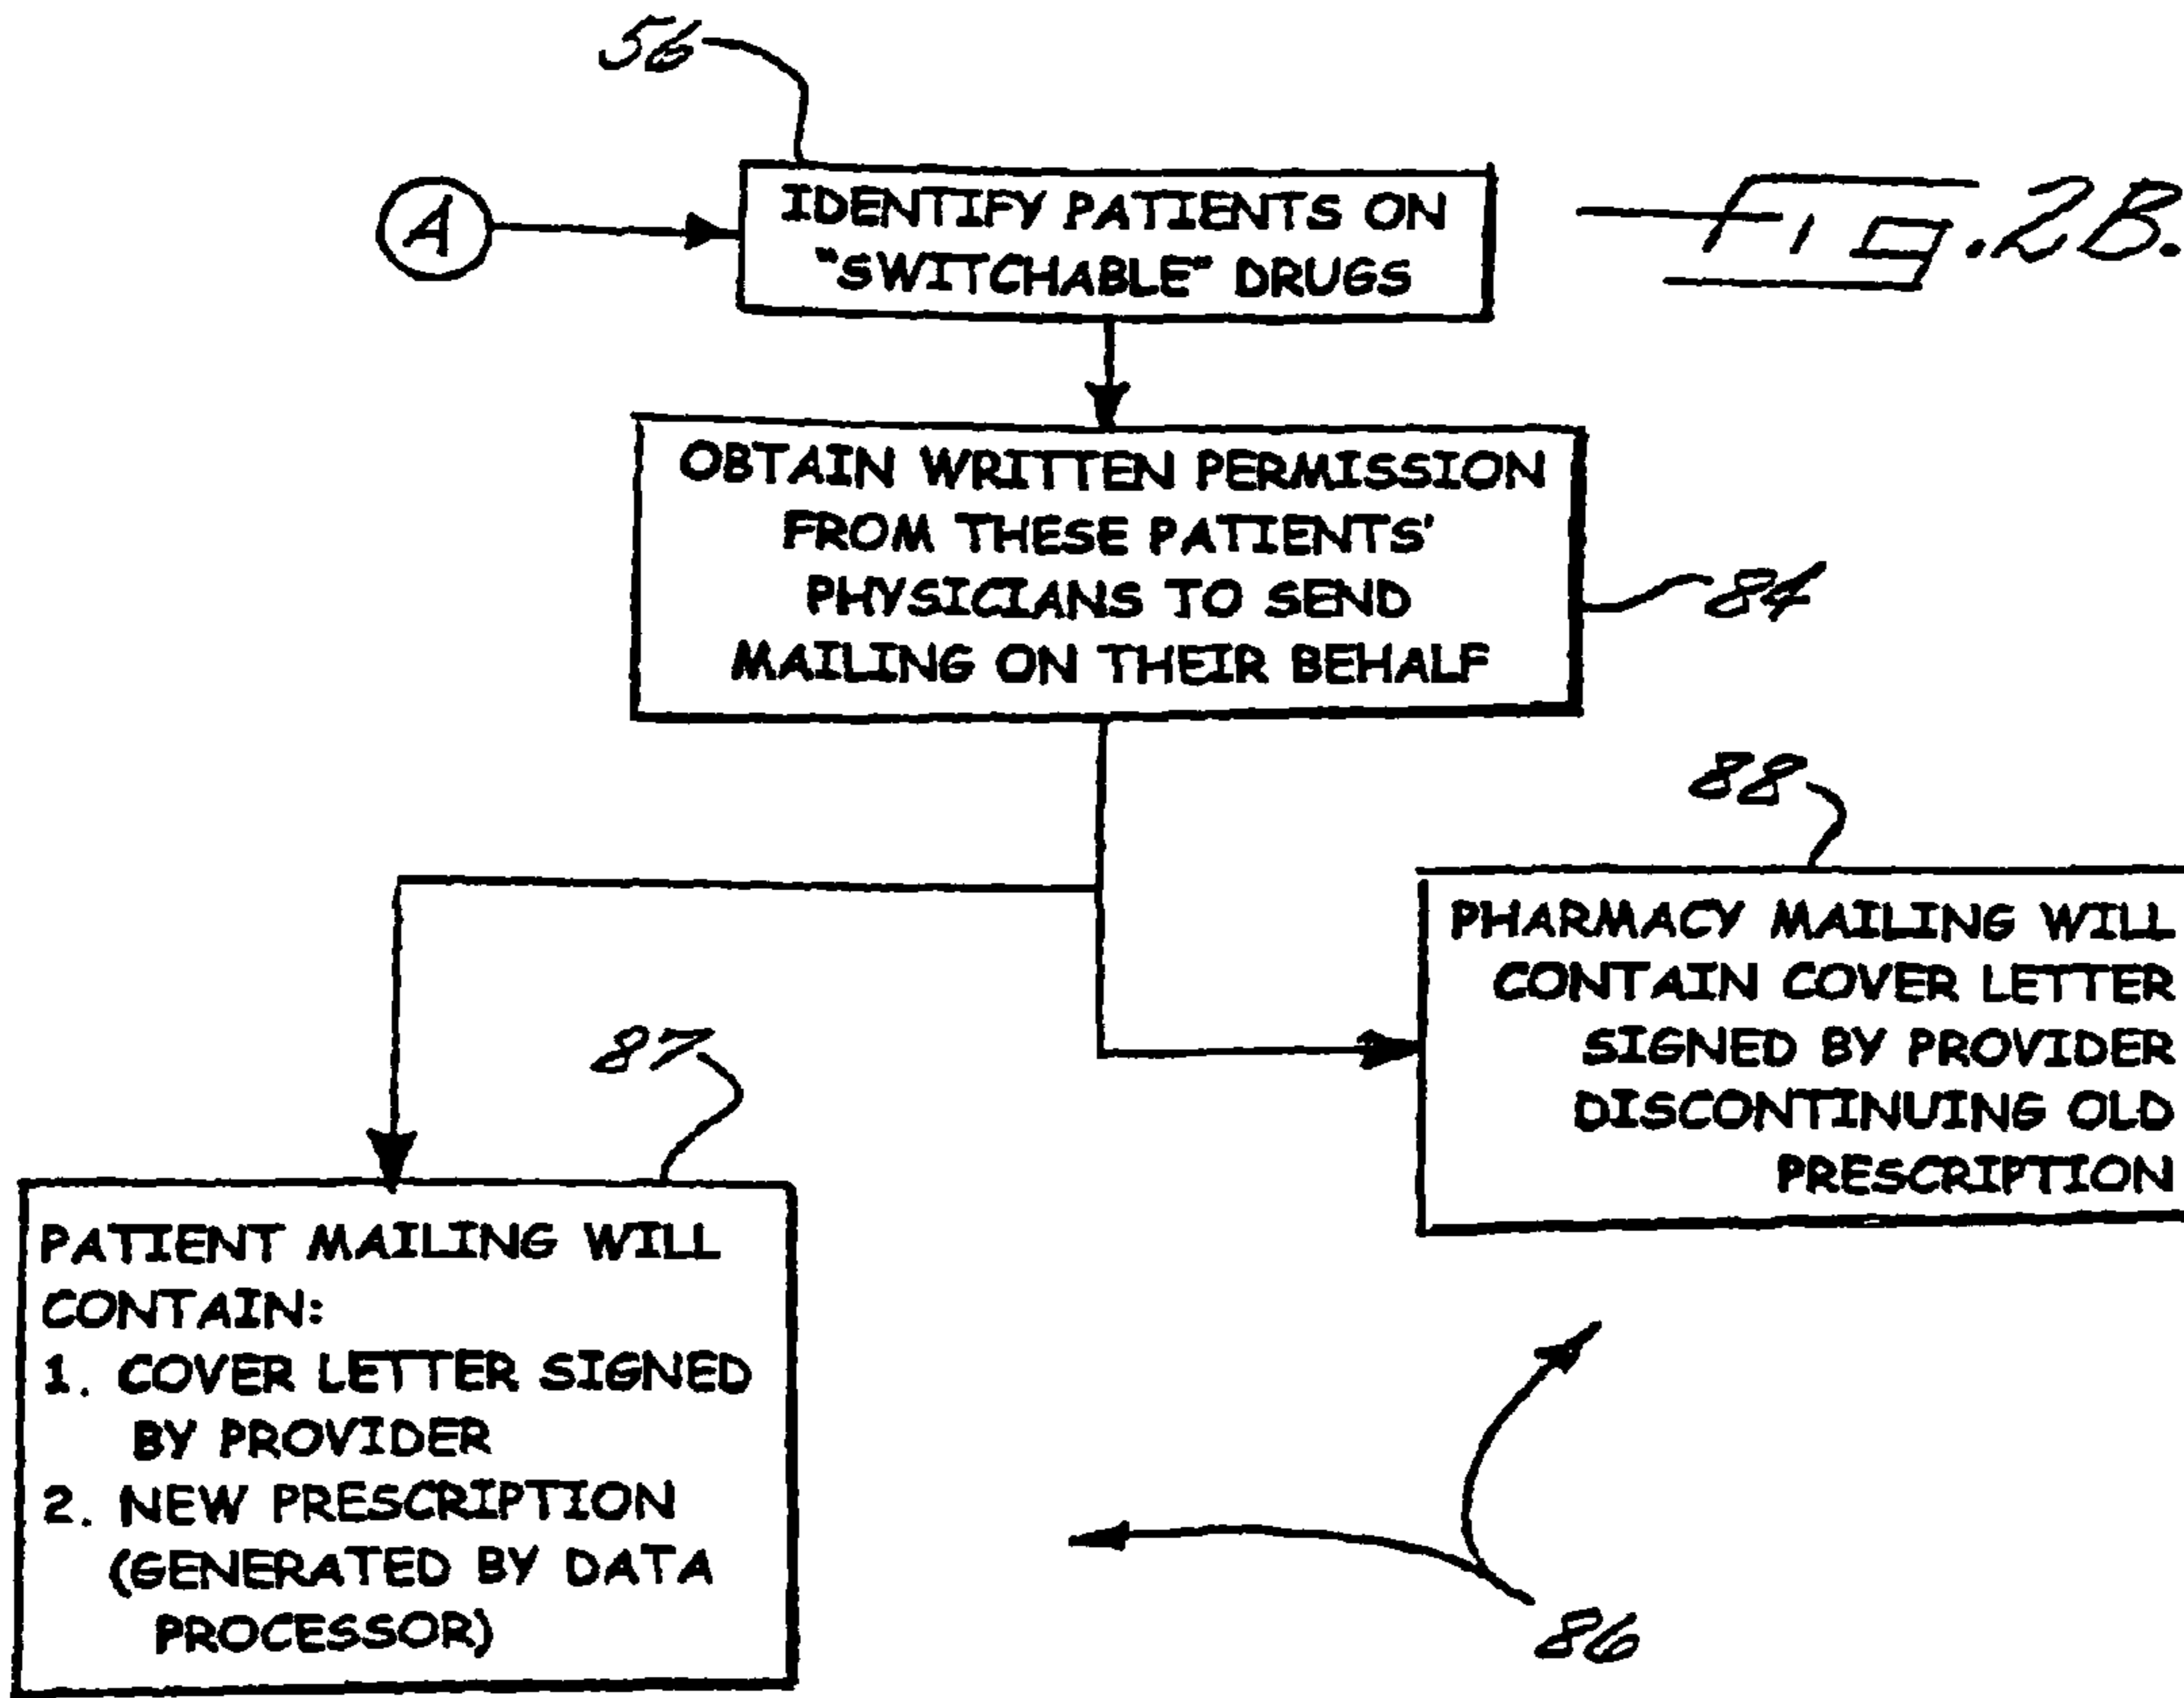 56
A
IDENTIFY PATIENTS ON
"SWITCHABLE" DRUGS
Fig. 2B.
OBTAIN WRITTEN PERMISSION
FROM THESE PATIENTS'
PHYSICIANS TO SEND
MAILING ON THEIR BEHALF
84
88
PHARMACY MAILING WILL
CONTAIN COVER LETTER
SIGNED BY PROVIDER
DISCONTINUING OLD
PRESCRIPTION
87
PATIENT MAILING WILL
CONTAIN:
1. COVER LETTER SIGNED
BY PROVIDER
2. NEW PRESCRIPTION
(GENERATED BY DATA
PROCESSOR)
86